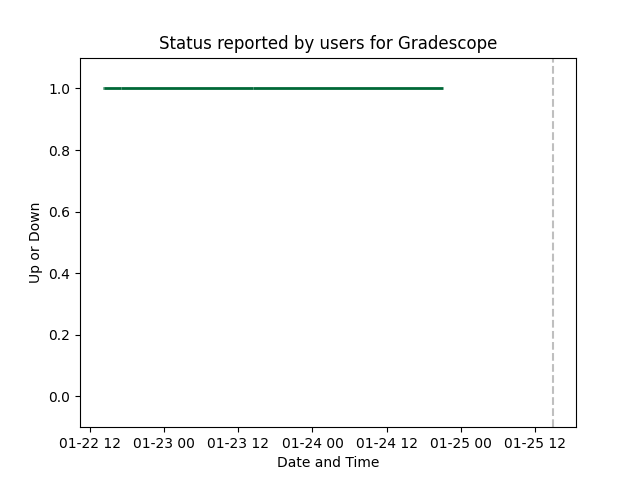 Status reported by users for Gradescope
Up or Down
1.0
0.8
0.6
0.4
0.2
0.0
01-22 12 01-23 00 01-23 12 01-24 00 01-24 12 01-25 00 01-25 12
Date and Time